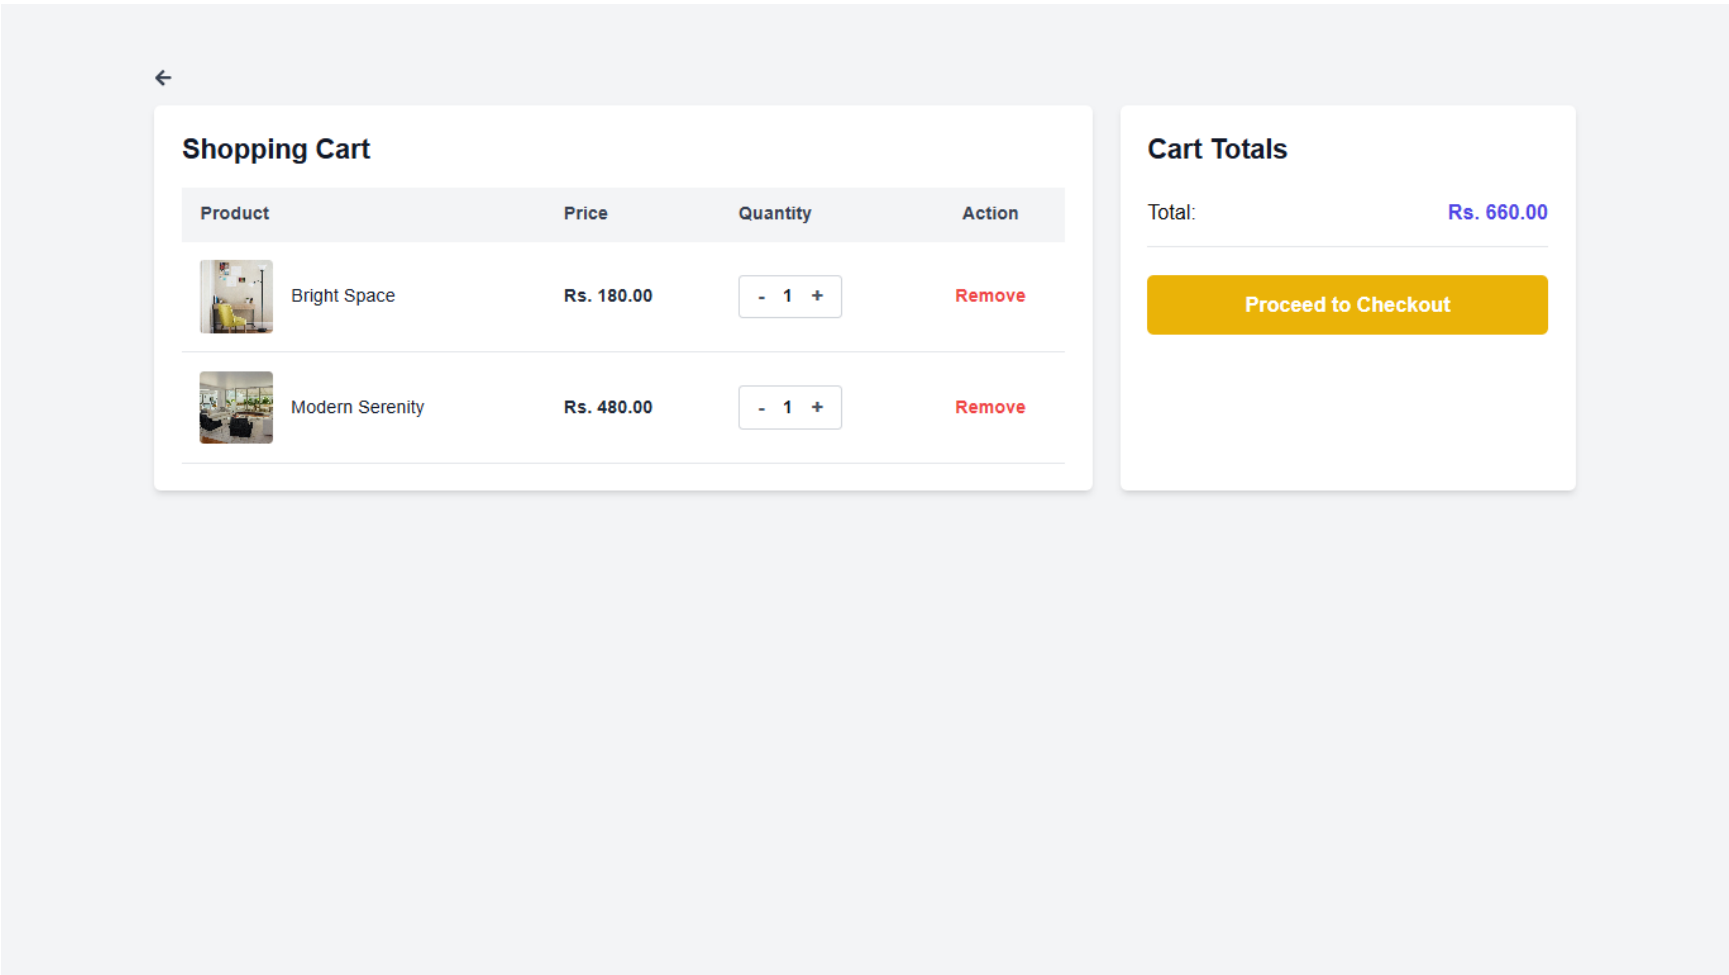 Shopping Cart
Product Price Quantity Action
Bright Space Rs. 180.00 - 1 + Remove
Modern Serenity Rs. 480.00 - 1 + Remove
Cart Totals
Total: Rs. 660.00
Proceed to Checkout